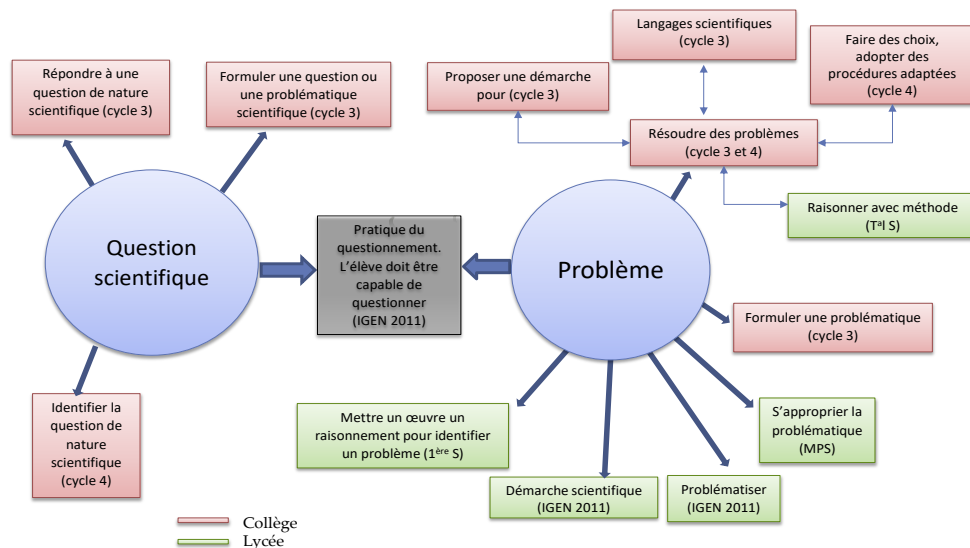 Répondre à une
question de nature
scientifique (cycle 3)
Formuler une question ou
une problématique
scientifique (cycle 3)
Langages scientifiques
(cycle 3)
Faire des choix,
adopter des
procédures adaptées
(cycle 4)
Proposer une démarche
pour (cycle 3)
Résoudre des problèmes
(cycle 3 et 4)
Raisonner avec méthode
(Tᵃl S)
Question
scientifique
Pratique du
questionnement.
L'élève doit être
capable de
questionner
(IGEN 2011)
Problème
Formuler une problématique
(cycle 3)
Identifier la
question de
nature
scientifique
(cycle 4)
Mettre un œuvre un
raisonnement pour identifier
un problème (1ère S)
S'approprier la
problématique
(MPS)
Démarche scientifique
(IGEN 2011)
Problématiser
(IGEN 2011)
Collège
Lycée